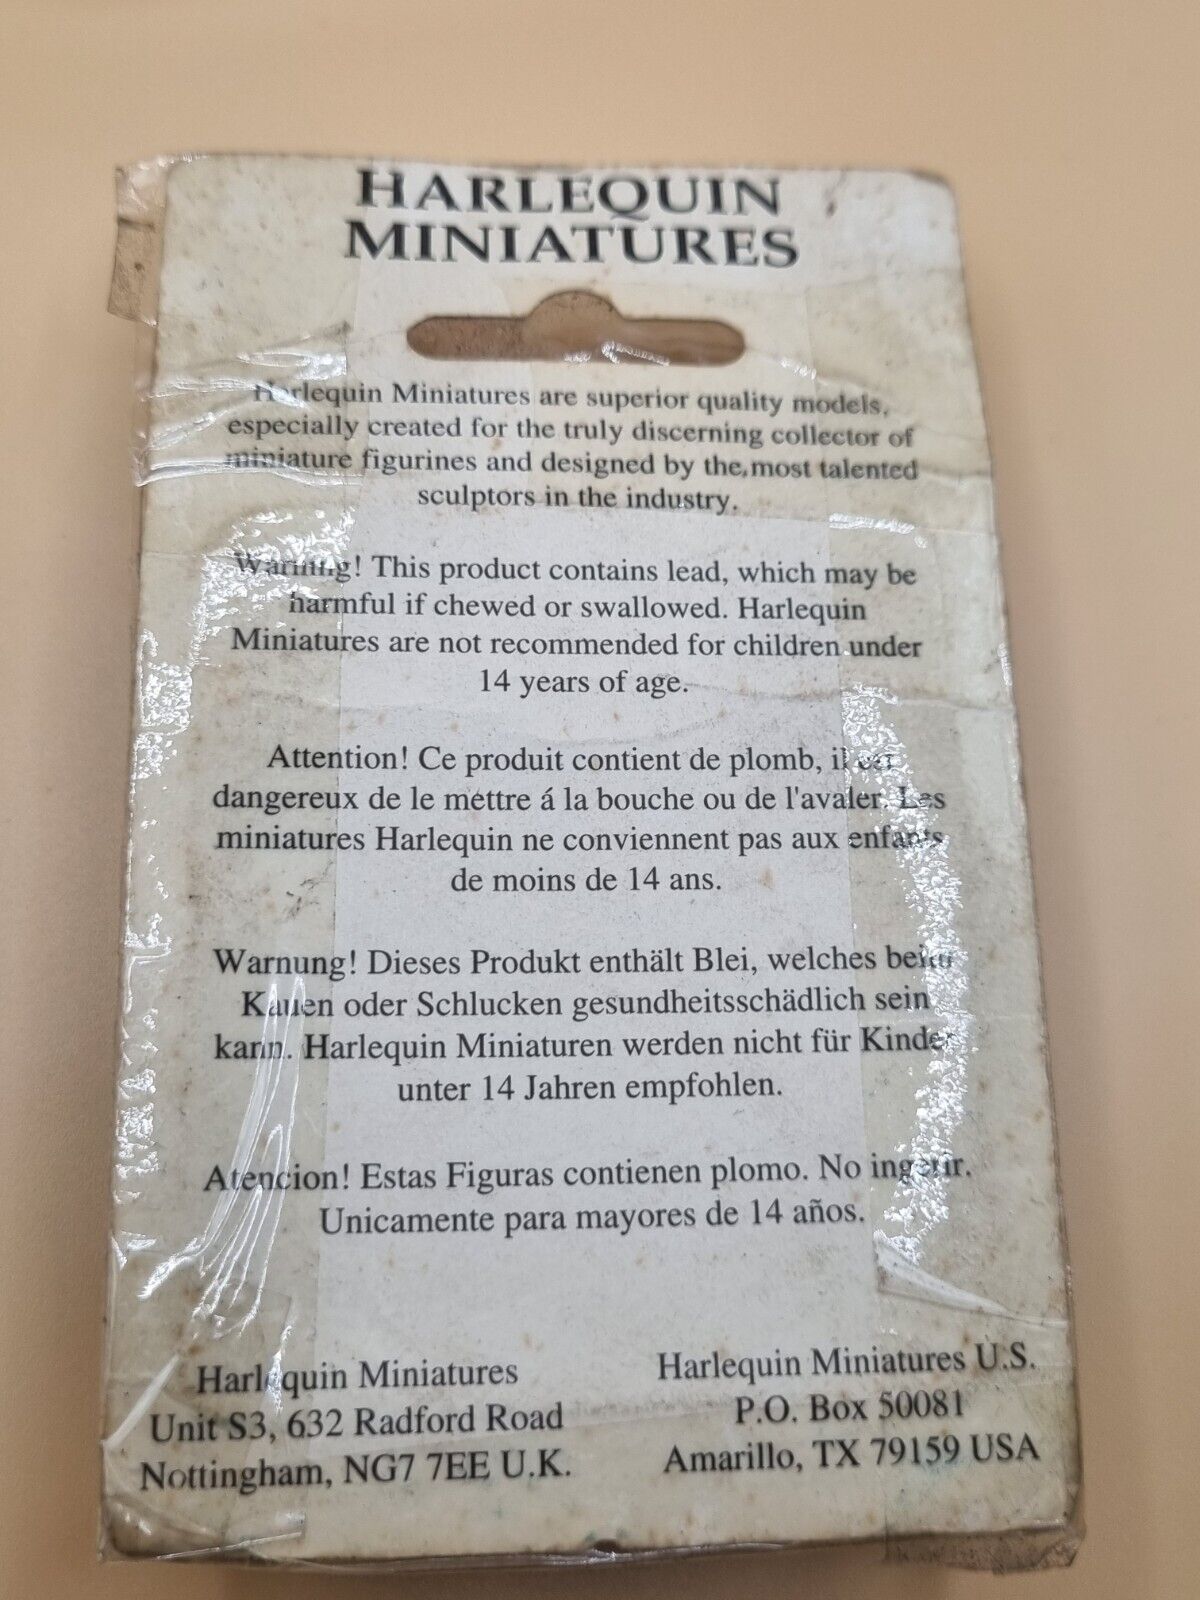 HARLEQUIN
MINIATURES
Harlequin Miniatures are superior quality models,
especially created for the truly discerning collector of
miniature figurines and designed by the most talented
sculptors in the industry.
Warning! This product contains lead, which may be
harmful if chewed or swallowed. Harlequin
Miniatures are not recommended for children under
14 years of age.
Attention! Ce produit contient de plomb, il est
dangereux de le mettre á la bouche ou de l'avaler. Les
miniatures Harlequin ne conviennent pas aux enfants
de moins de 14 ans.
Warnung! Dieses Produkt enthält Blei, welches beim
Kauen oder Schlucken gesundheitsschädlich sein
kann. Harlequin Miniaturen werden nicht für Kinder
unter 14 Jahren empfohlen.
Atencion! Estas Figuras contienen plomo. No ingerir.
Unicamente para mayores de 14 años.
Harlequin Miniatures
Unit S3, 632 Radford Road
Nottingham, NG7 7EE U.K.
Harlequin Miniatures U.S.
P.O. Box 50081
Amarillo, TX 79159 USA